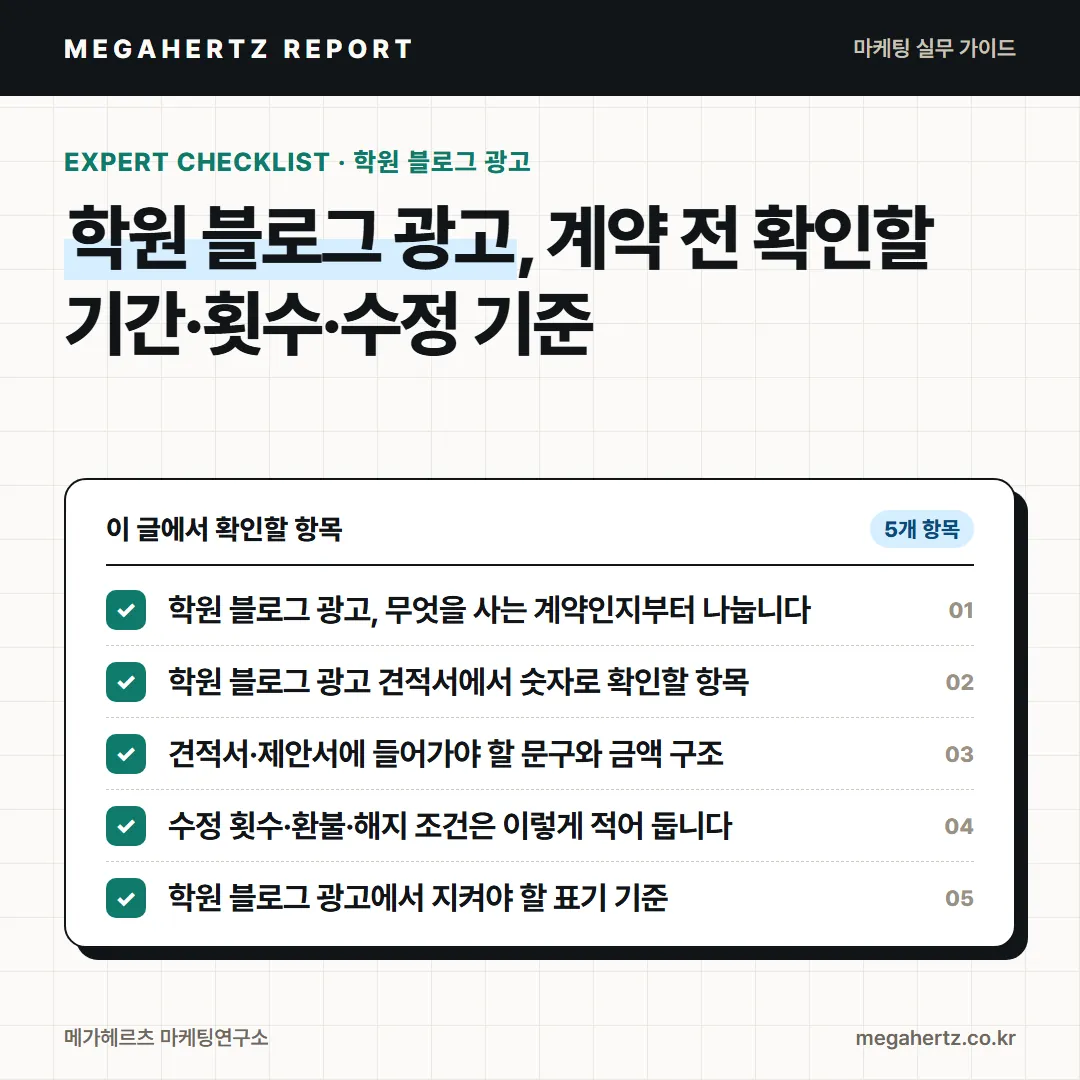 MEGAHERTZ REPORT
마케팅 실무 가이드
EXPERT CHECKLIST · 학원 블로그 광고
학원 블로그 광고, 계약 전 확인할
기간·횟수·수정 기준
이 글에서 확인할 항목
5개 항목
학원 블로그 광고, 무엇을 사는 계약인지부터 나눕니다
01
학원 블로그 광고 견적서에서 숫자로 확인할 항목
02
견적서·제안서에 들어가야 할 문구와 금액 구조
03
수정 횟수·환불·해지 조건은 이렇게 적어 둡니다
04
학원 블로그 광고에서 지켜야 할 표기 기준
05
메가헤르츠 마케팅연구소
megahertz.co.kr